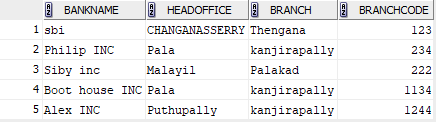 BANKNAME HEADOFFICE BRANCH BRANCHCODE
1 sbi CHANGANASSERRY Thengana 123
2 Philip INC Pala kanjirapally 234
3 Siby inc Malayil Palakad 222
4 Boot house INC Pala kanjirapally 1134
5 Alex INC Puthupally kanjirapally 1244